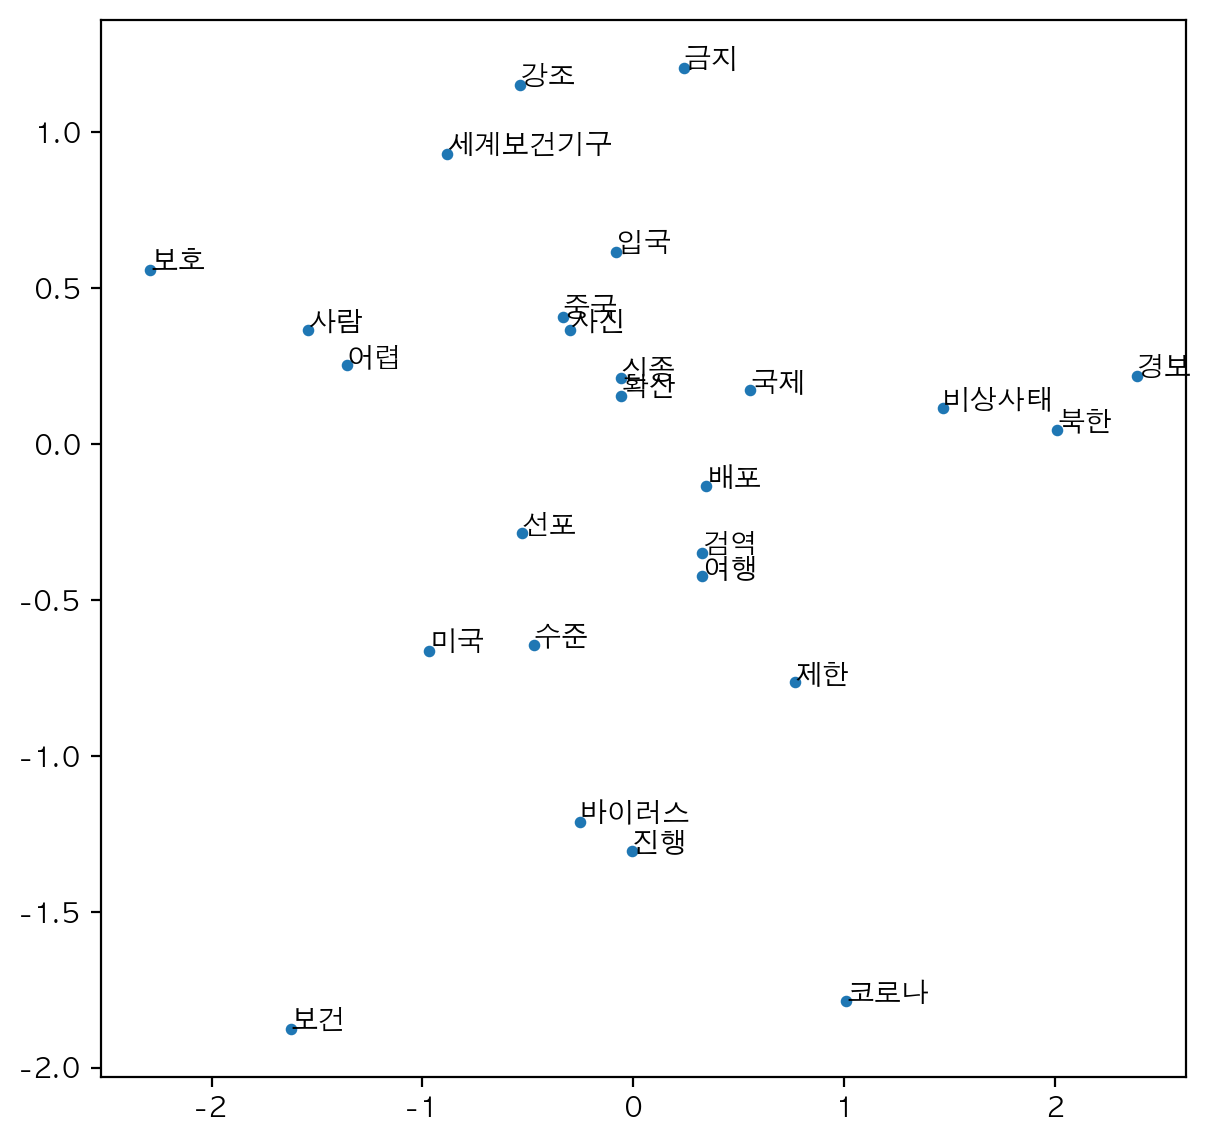 금지
강조
1.0
세계보건기구
입국
보호
0.5
중국
사람
사진
어렵
신종
경보
국제
확산
비상사태
북한
0.0
배포
선포
검역
-0.5
여행
수준
미국
제한
-1.0
바이러스
진행
-1.5
코로나
보건
-2.0
-2 -1 0 1 2